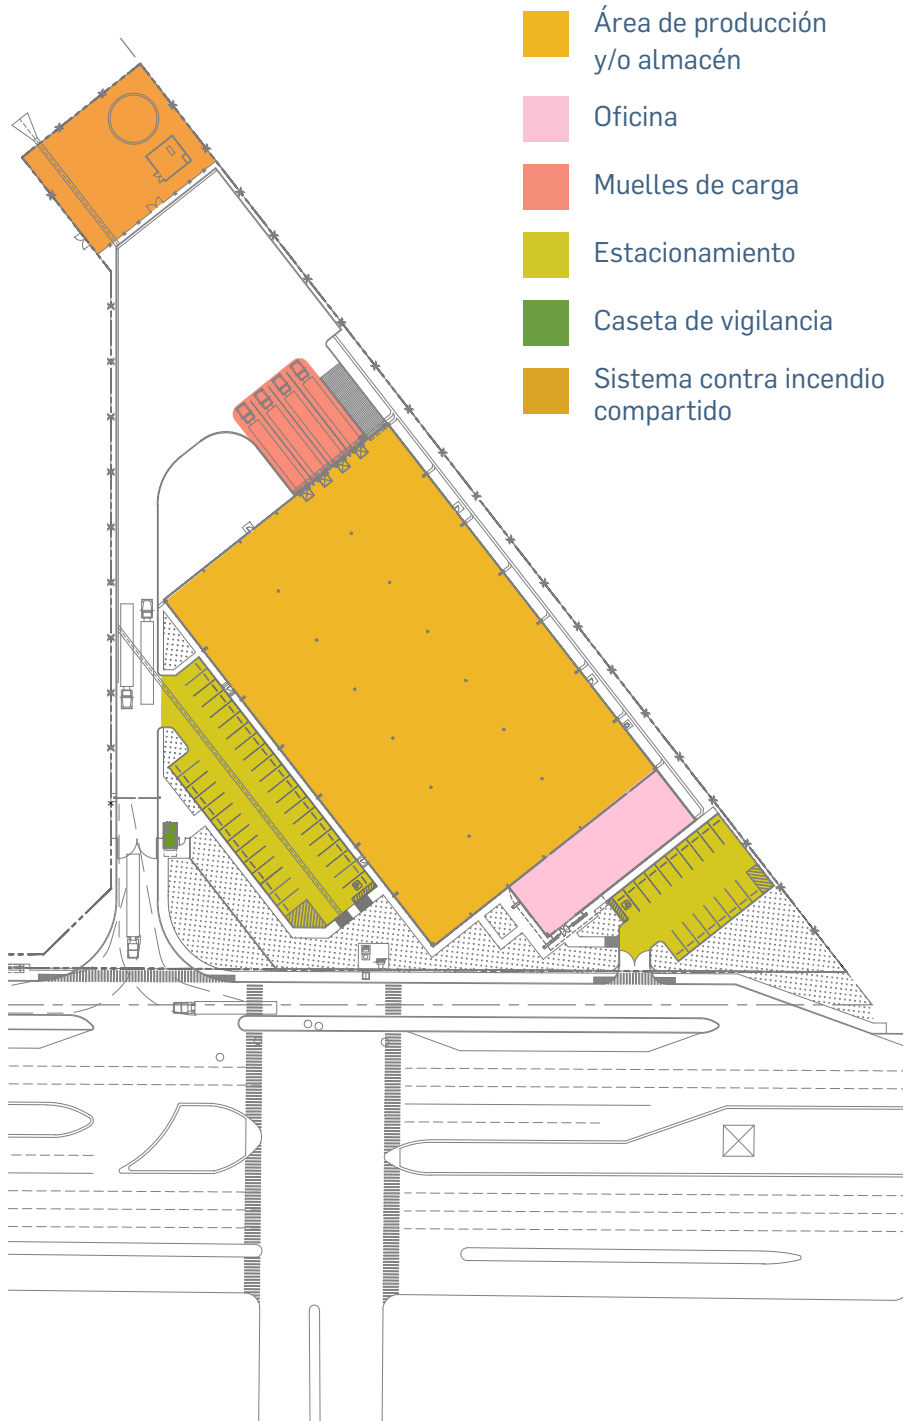 Área de producción
y/o almacén
Oficina
Muelles de carga
Estacionamiento
Caseta de vigilancia
Sistema contra incendio
compartido